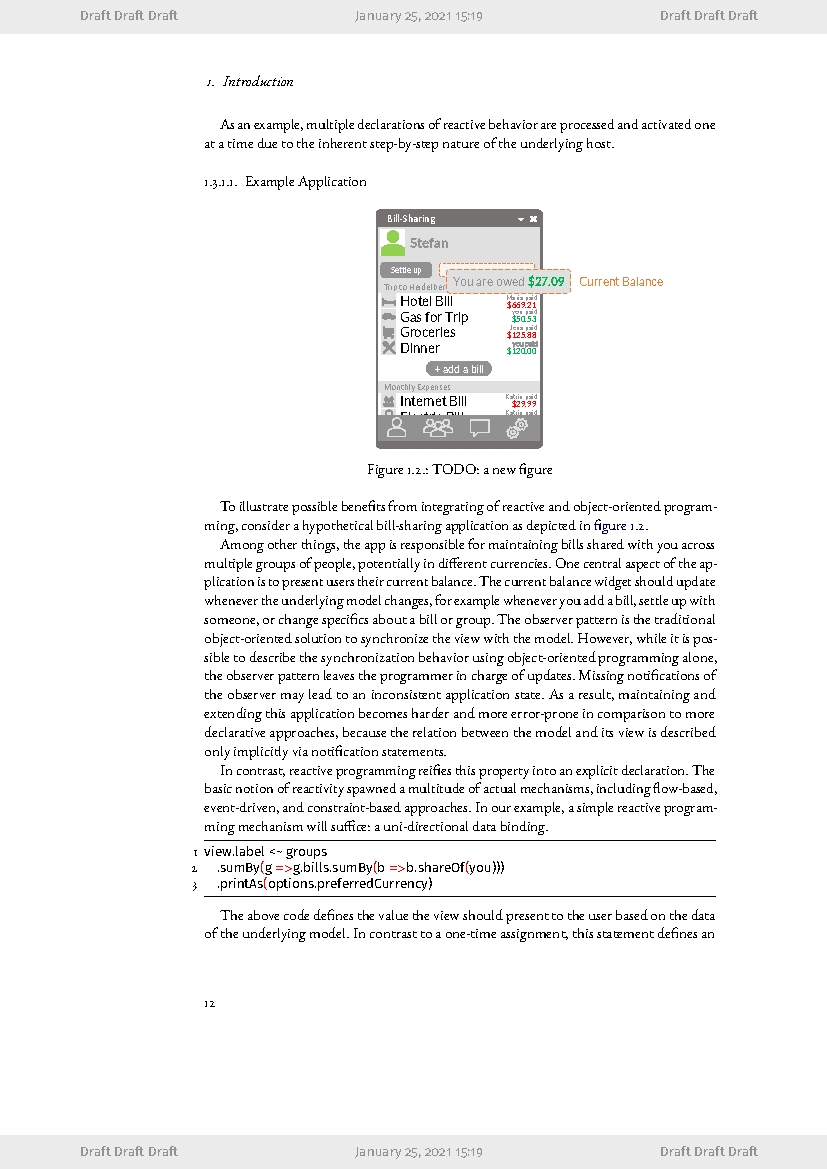 Draft Draft Draft January 25, 2021 15:19 Draft Draft Draft
1. Introduction
As an example, multiple declarations of reactive behavior are processed and activated one
at a time due to the inherent step-by-step nature of the underlying host.
1.3.1.1. Example Application
Bill-Sharing
Stefan
Settle up
You are owed $27.09 Current Balance
Trip to Heidelber
Hotel Bill
Maria paid
$669.21
Gas for Trip
you paid
$50.53
Groceries
Jens paid
$125.88
Dinner
you paid
$120.00
+ add a bill
Monthly Expenses
Internet Bill
Katrin paid
$29.99
Electric Bill
Katrin paid
Figure 1.2.: TODO: a new figure
To illustrate possible benefits from integrating of reactive and object-oriented program-
ming, consider a hypothetical bill-sharing application as depicted in figure 1.2.
Among other things, the app is responsible for maintaining bills shared with you across
multiple groups of people, potentially in different currencies. One central aspect of the ap-
plication is to present users their current balance. The current balance widget should update
whenever the underlying model changes, for example whenever you add a bill, settle up with
someone, or change specifics about a bill or group. The observer pattern is the traditional
object-oriented solution to synchronize the view with the model. However, while it is pos-
sible to describe the synchronization behavior using object-oriented programming alone,
the observer pattern leaves the programmer in charge of updates. Missing notifications of
the observer may lead to an inconsistent application state. As a result, maintaining and
extending this application becomes harder and more error-prone in comparison to more
declarative approaches, because the relation between the model and its view is described
only implicitly via notification statements.
In contrast, reactive programming reifies this property into an explicit declaration. The
basic notion of reactivity spawned a multitude of actual mechanisms, including flow-based,
event-driven, and constraint-based approaches. In our example, a simple reactive program-
ming mechanism will suffice: a uni-directional data binding.
1 view.label <~ groups
2 .sumBy(g =>g.bills.sumBy(b =>b.shareOf(you)))
3 .printAs(options.preferredCurrency)
The above code defines the value the view should present to the user based on the data
of the underlying model. In contrast to a one-time assignment, this statement defines an
12
Draft Draft Draft January 25, 2021 15:19 Draft Draft Draft